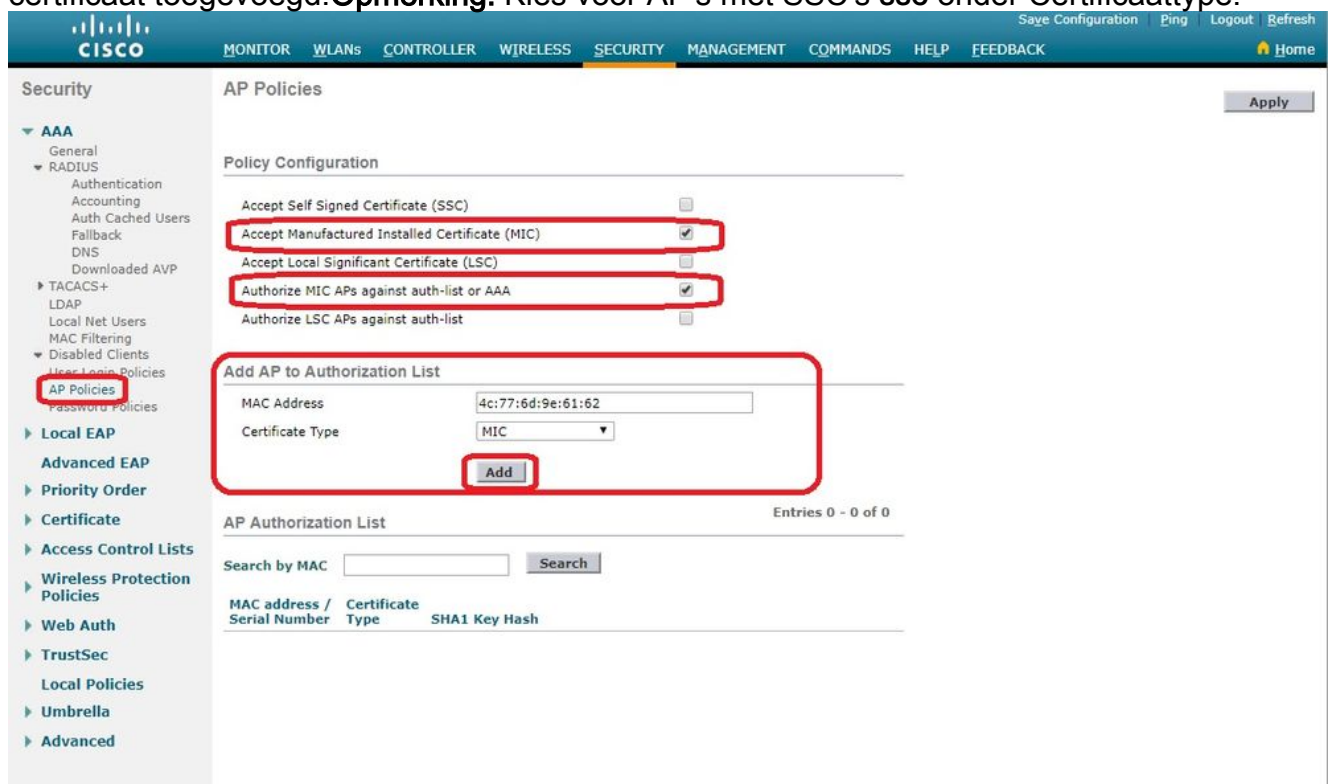 certificaat toegevoegd.Opmerking: Kies voor AP's met SSC's ssc onder Certificaattype.
Save Configuration | Ping | Logout | Refresh
CISCO MONITOR WLANs CONTROLLER WIRELESS SECURITY MANAGEMENT COMMANDS HELP FEEDBACK Home
Security
AAA
General
RADIUS
Authentication
Accounting
Auth Cached Users
Fallback
DNS
Downloaded AVP
TACACS+
LDAP
Local Net Users
MAC Filtering
Disabled Clients
User Login Policies
AP Policies
Password Policies
Local EAP
Advanced EAP
Priority Order
Certificate
Access Control Lists
Wireless Protection
Policies
Web Auth
TrustSec
Local Policies
Umbrella
Advanced
AP Policies
Apply
Policy Configuration
Accept Self Signed Certificate (SSC)
Accept Manufactured Installed Certificate (MIC)
Accept Local Significant Certificate (LSC)
Authorize MIC APs against auth-list or AAA
Authorize LSC APs against auth-list
Add AP to Authorization List
MAC Address 4c:77:6d:9e:61:62
Certificate Type MIC
Add
AP Authorization List Entries 0 - 0 of 0
Search by MAC Search
MAC address / Certificate
Serial Number Type SHA1 Key Hash